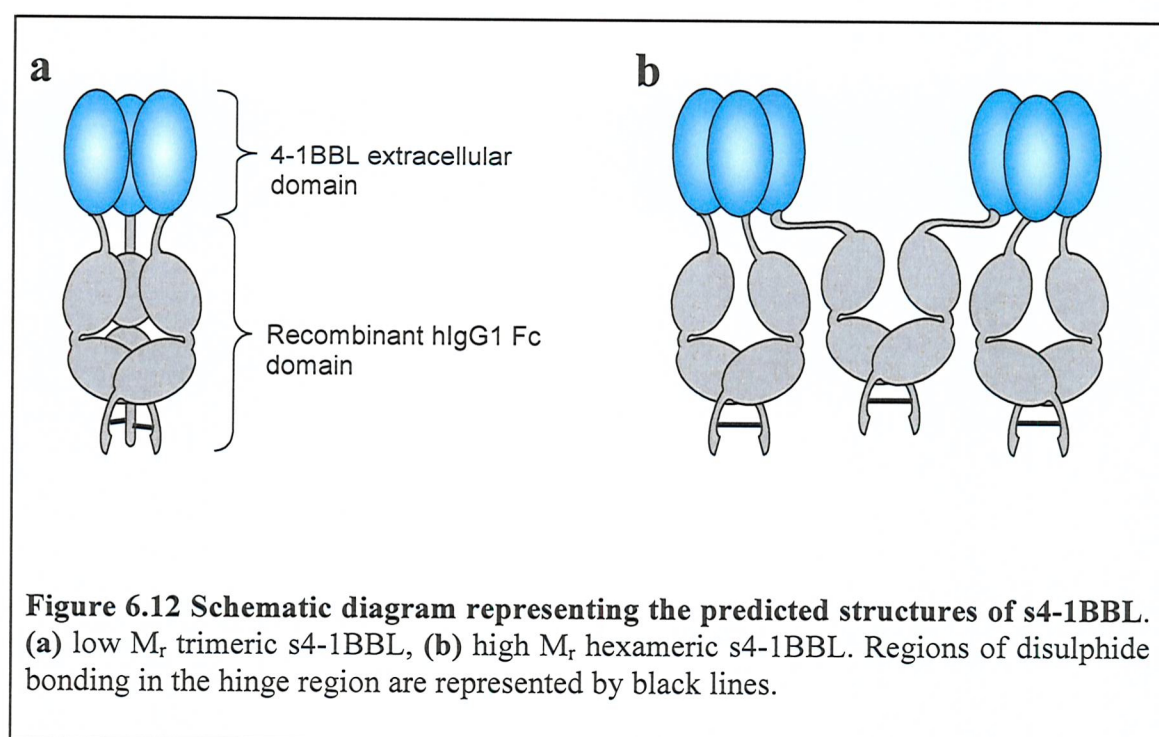 a
b
4-1BBL extracellular
domain
Recombinant hIgG1 Fc
domain
Figure 6.12 Schematic diagram representing the predicted structures of s4-1BBL.
(a) low Mr trimeric s4-1BBL, (b) high Mr hexameric s4-1BBL. Regions of disulphide
bonding in the hinge region are represented by black lines.